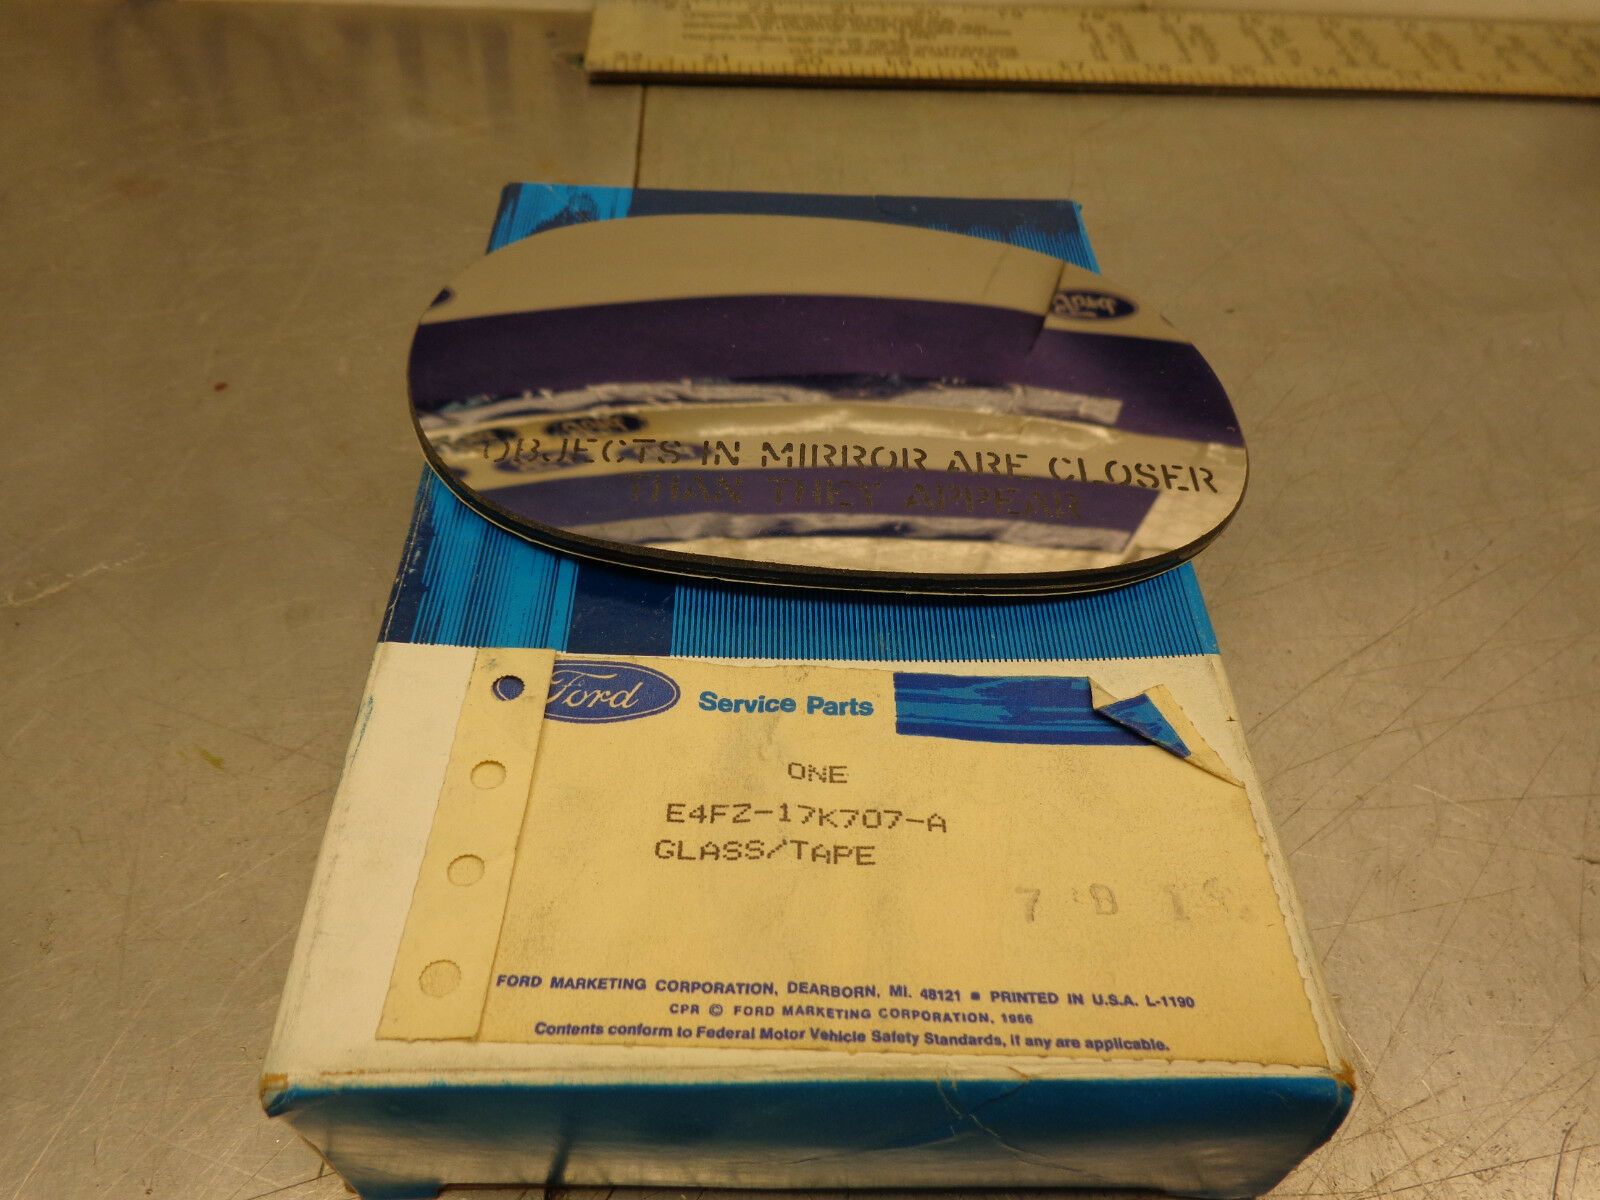 OBJECTS IN MIRROR ARE CLOSER
THAN THEY APPEAR
Ford Service Parts
ONE
E4FZ-17K707-A
GLASS/TAPE
FORD MARKETING CORPORATION, DEARBORN, MI. 48121 ■ PRINTED IN U.S.A. L-1190
CPR © FORD MARKETING CORPORATION, 1966
Contents conform to Federal Motor Vehicle Safety Standards, if any are applicable.